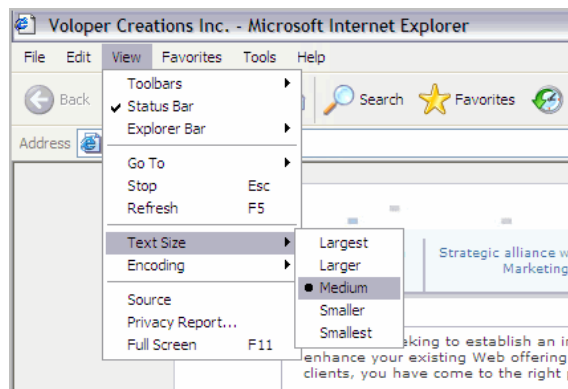 Voloper Creations Inc. - Microsoft Internet Explorer
File Edit View Favorites Tools Help
Back Search Favorites
Address
Toolbars
Status Bar
Explorer Bar
Go To
Stop Esc
Refresh F5
Text Size
Encoding
Source
Privacy Report...
Full Screen F11
Largest
Larger
Medium
Smaller
Smallest
Strategic alliance
Marketing
to establish an
enhance your existing Web offering
clients, you have come to the right